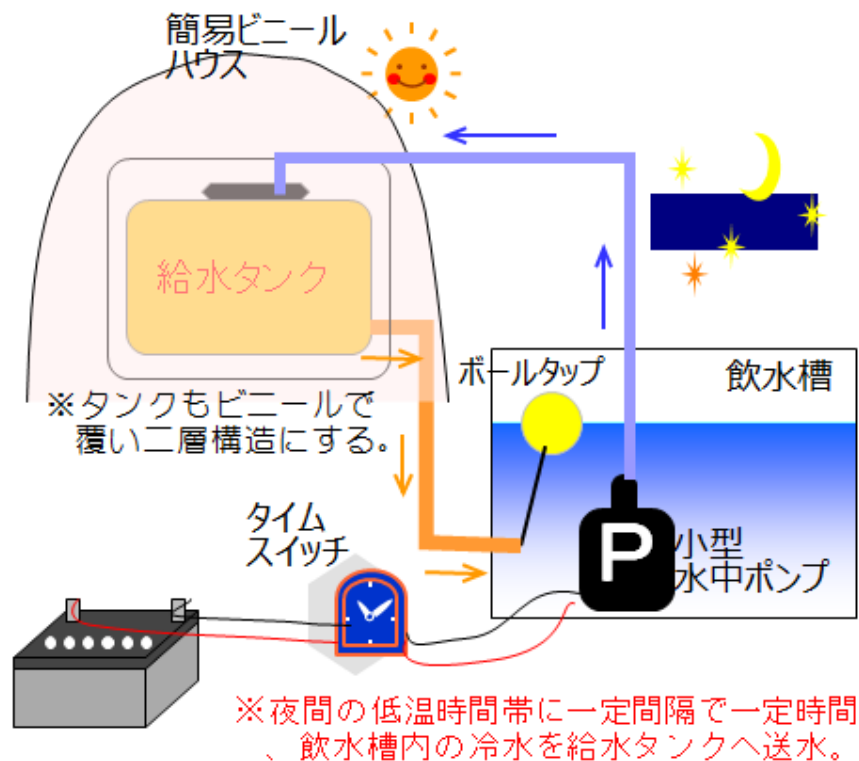 簡易ビニール
ハウス
給水タンク
※タンクもビニールで
覆い二層構造にする。
ボールタップ
飲水槽
タイム
スイッチ
P
小型
水中ポンプ
※夜間の低温時間帯に一定間隔で一定時間
、飲水槽内の冷水を給水タンクへ送水。